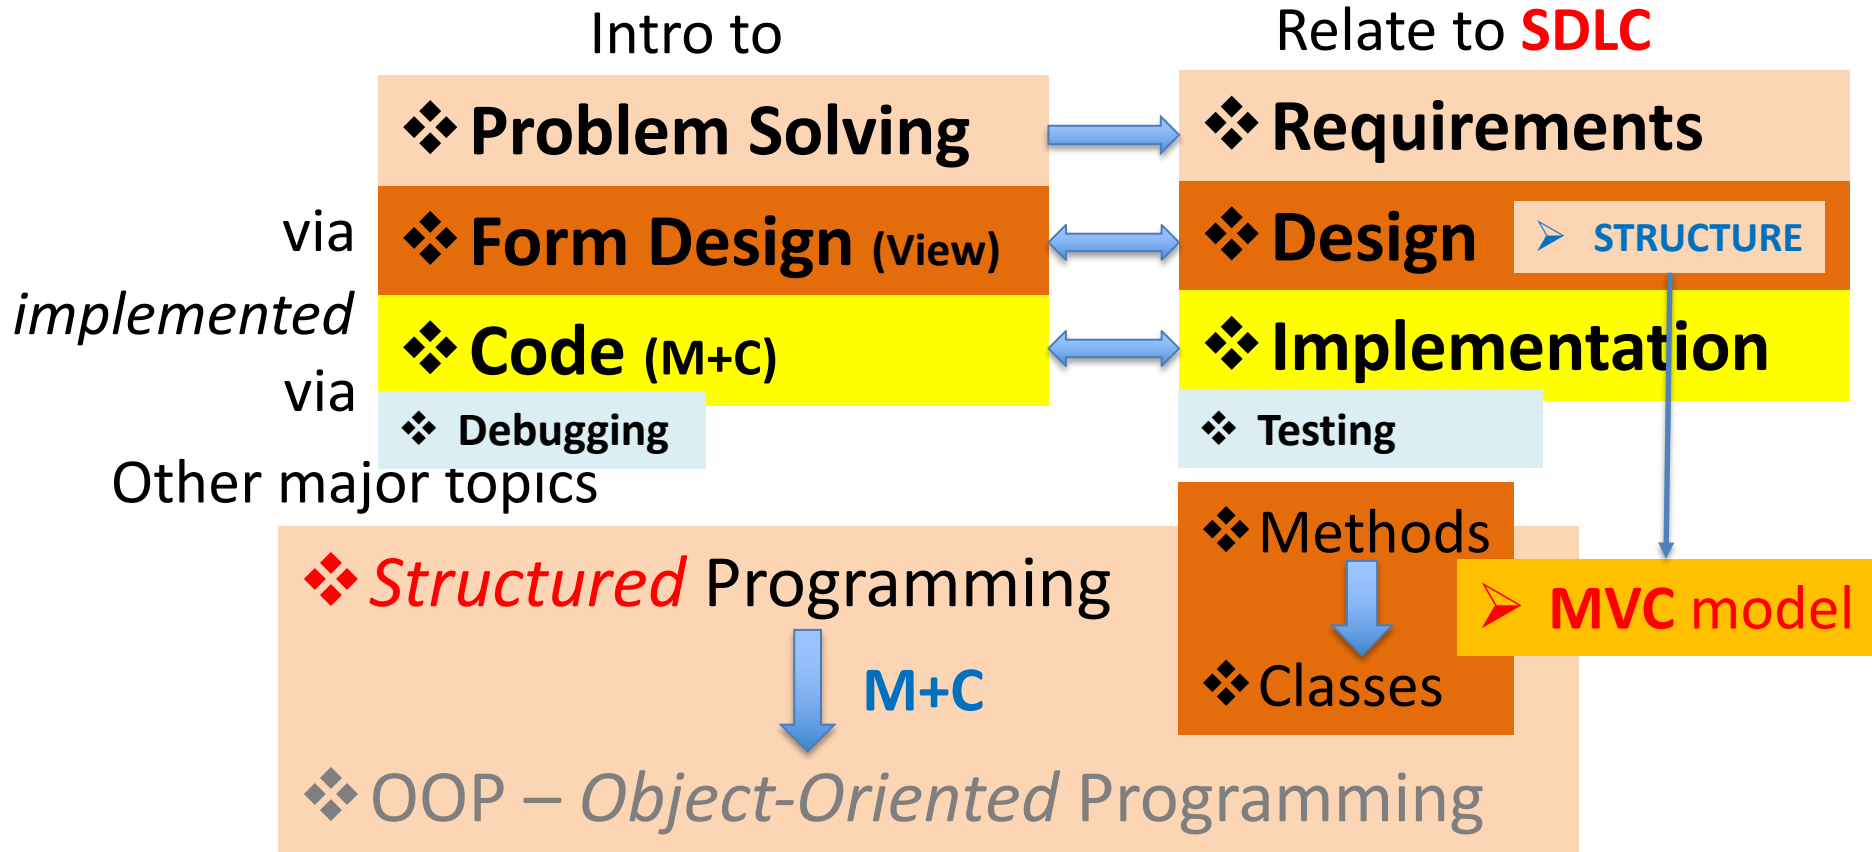 Intro to
Relate to SDLC
❖ Problem Solving
❖ Requirements
via
❖ Form Design (View)
❖ Design
➢ STRUCTURE
implemented
via
❖ Code (M+C)
❖ Implementation
❖ Debugging
❖ Testing
Other major topics
❖ Structured Programming
❖ Methods
➢ MVC model
M+C
❖ Classes
❖ OOP – Object-Oriented Programming